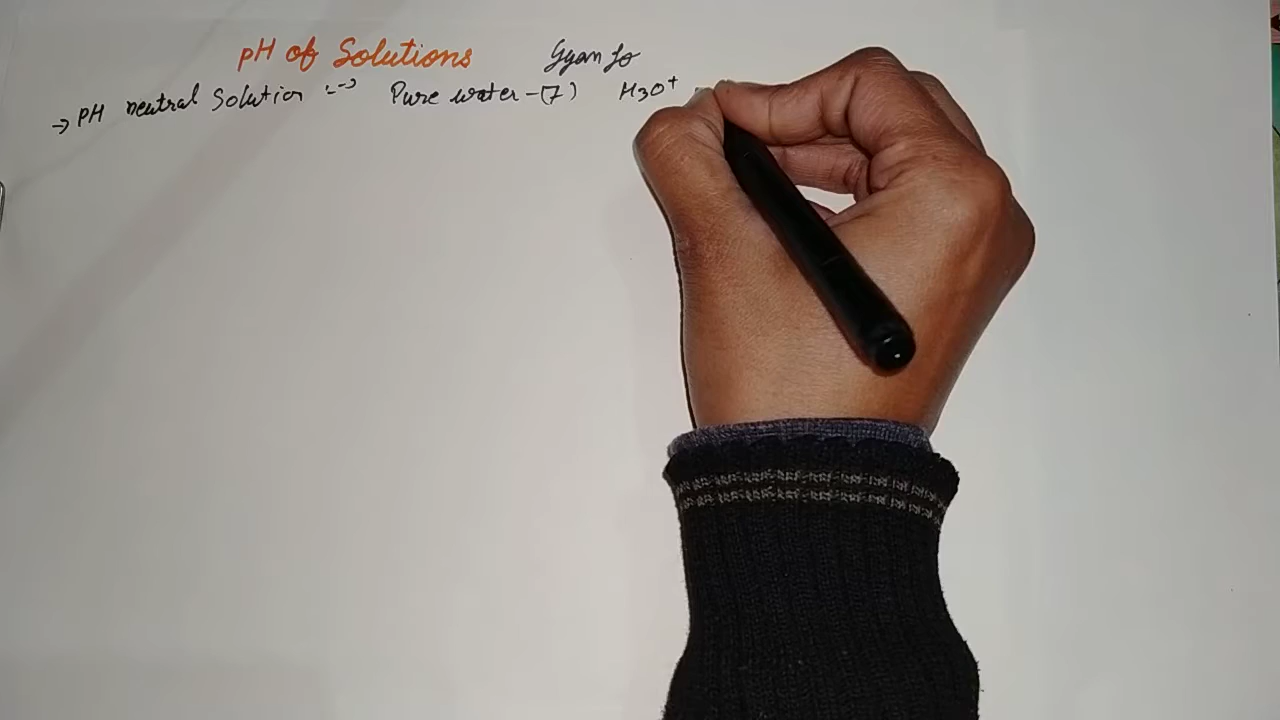 pH of Solutions Gyan Jo
→ PH neutral Solution :-> Pure water - (7) H3O+